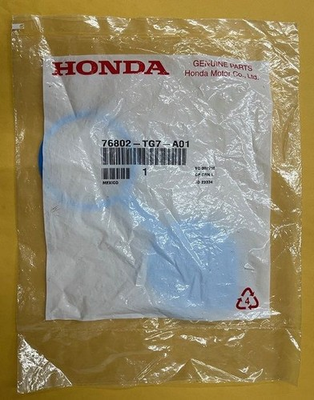 HONDA
GENUINE PARTS
Honda Motor Co., Ltd.
76802-TG7-A01
1
MEXICO
4